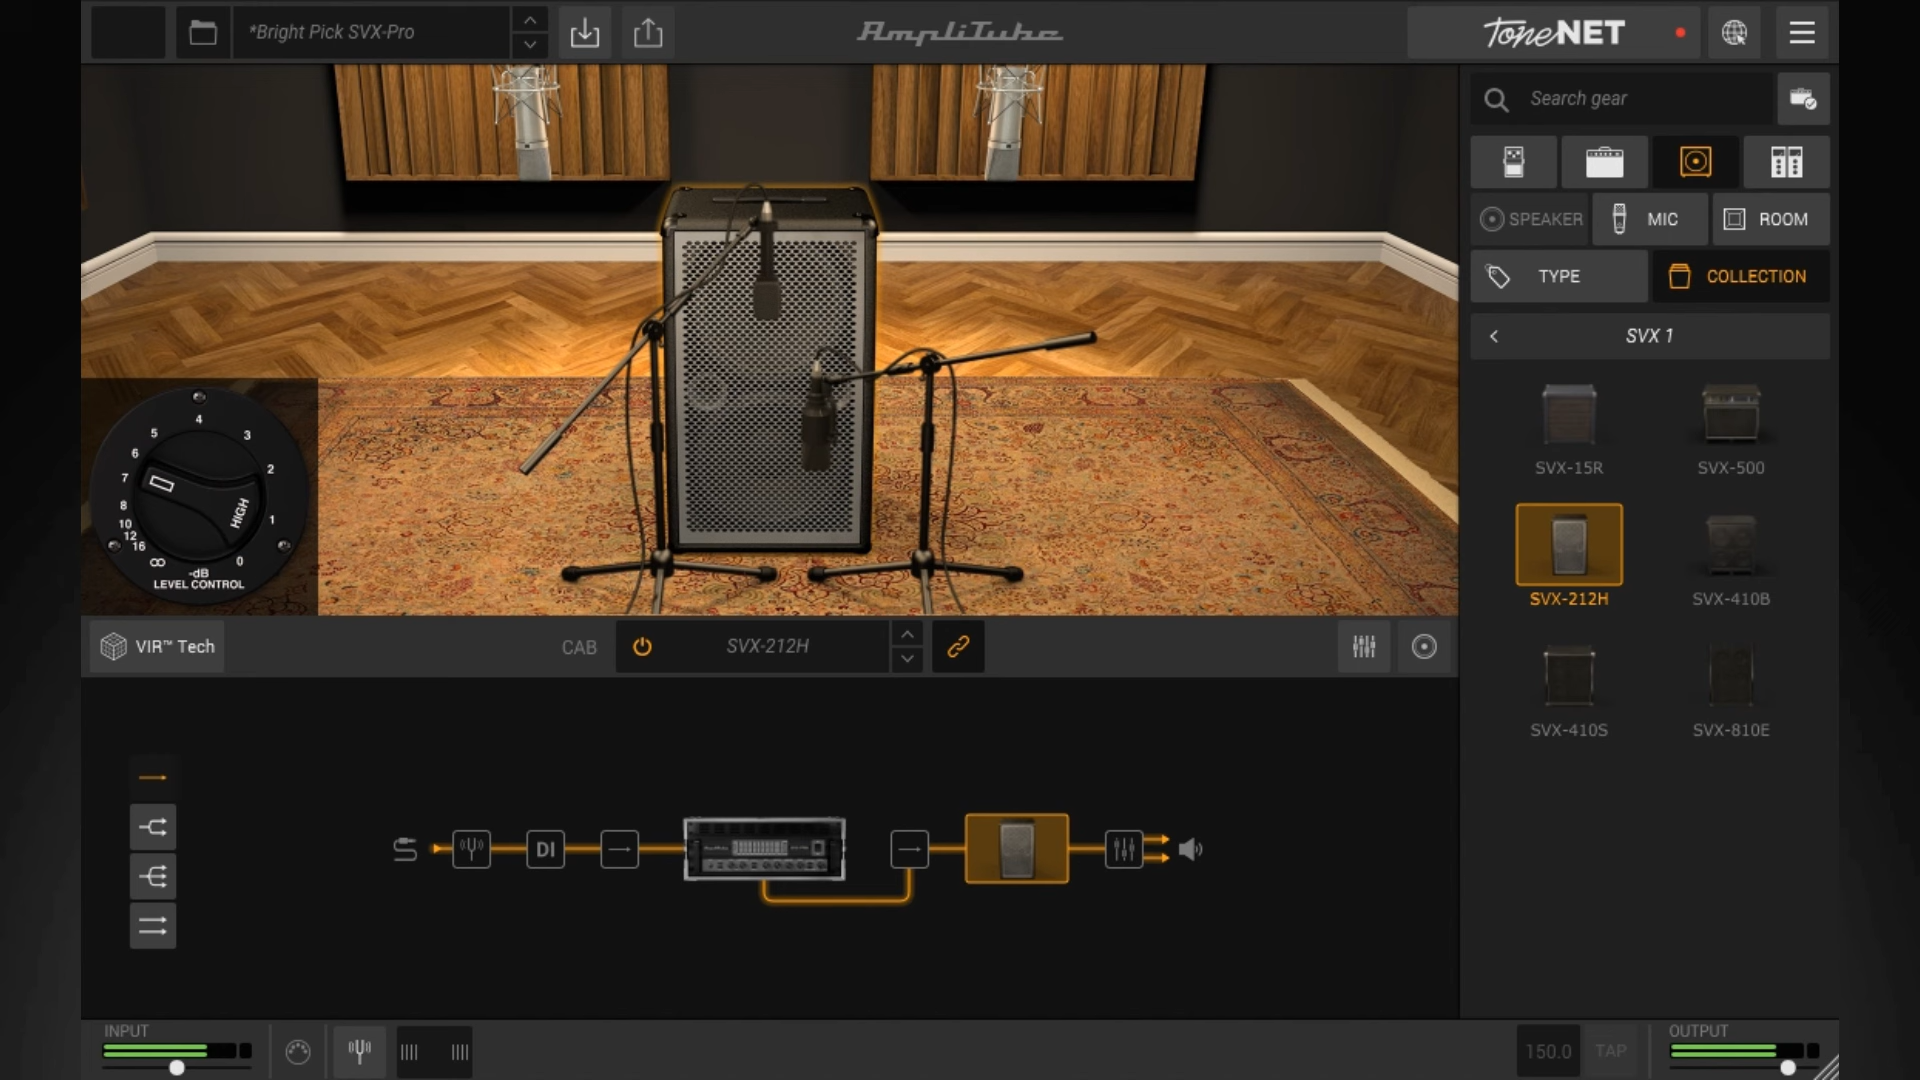 *Bright Pick SVX-Pro
AmpliTube
ToneNET
Search gear
SPEAKER
MIC
ROOM
TYPE
COLLECTION
SVX 1
SVX-15R
SVX-500
SVX-212H
SVX-410B
SVX-410S
SVX-810E
4
5
3
6
2
7
8
HIGH
1
10
12
16
∞
0
-dB
LEVEL CONTROL
VIR™ Tech
CAB
SVX-212H
DI
INPUT
150.0
TAP
OUTPUT